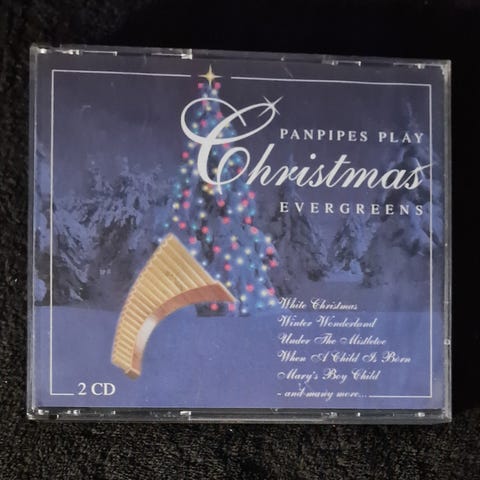 PANPIPES PLAY
Christmas
EVERGREENS
White Christmas
Winter Wonderland
Under The Mistletoe
When A Child Is Born
Mary's Boy Child
- and many more...
2 CD